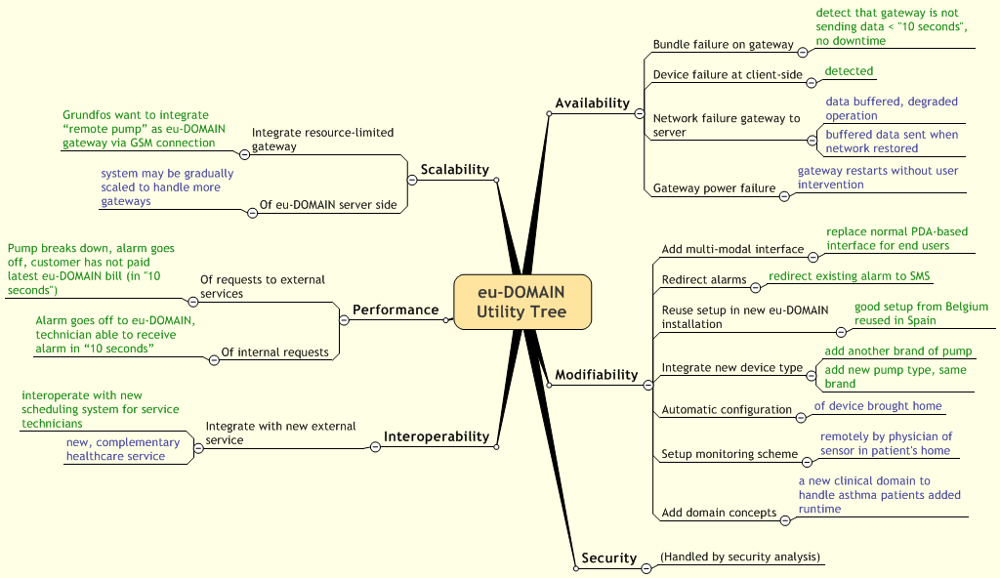 eu-DOMAIN
Utility Tree
Availability
Bundle failure on gateway
detect that gateway is not
sending data < "10 seconds",
no downtime
Device failure at client-side
detected
Network failure gateway to
server
data buffered, degraded
operation
buffered data sent when
network restored
Gateway power failure
gateway restarts without user
intervention
Modifiability
Add multi-modal interface
replace normal PDA-based
interface for end users
Redirect alarms
redirect existing alarm to SMS
Reuse setup in new eu-DOMAIN
installation
good setup from Belgium
reused in Spain
Integrate new device type
add another brand of pump
add new pump type, same
brand
Automatic configuration
of device brought home
Setup monitoring scheme
remotely by physician of
sensor in patient's home
Add domain concepts
a new clinical domain to
handle asthma patients added
runtime
Security
(Handled by security analysis)
Scalability
Integrate resource-limited
gateway
Grundfos want to integrate
“remote pump” as eu-DOMAIN
gateway via GSM connection
Of eu-DOMAIN server side
system may be gradually
scaled to handle more
gateways
Performance
Of requests to external
services
Pump breaks down, alarm goes
off, customer has not paid
latest eu-DOMAIN bill (in "10
seconds")
Of internal requests
Alarm goes off to eu-DOMAIN,
technician able to receive
alarm in “10 seconds”
Interoperability
Integrate with new external
service
interoperate with new
scheduling system for service
technicians
new, complementary
healthcare service